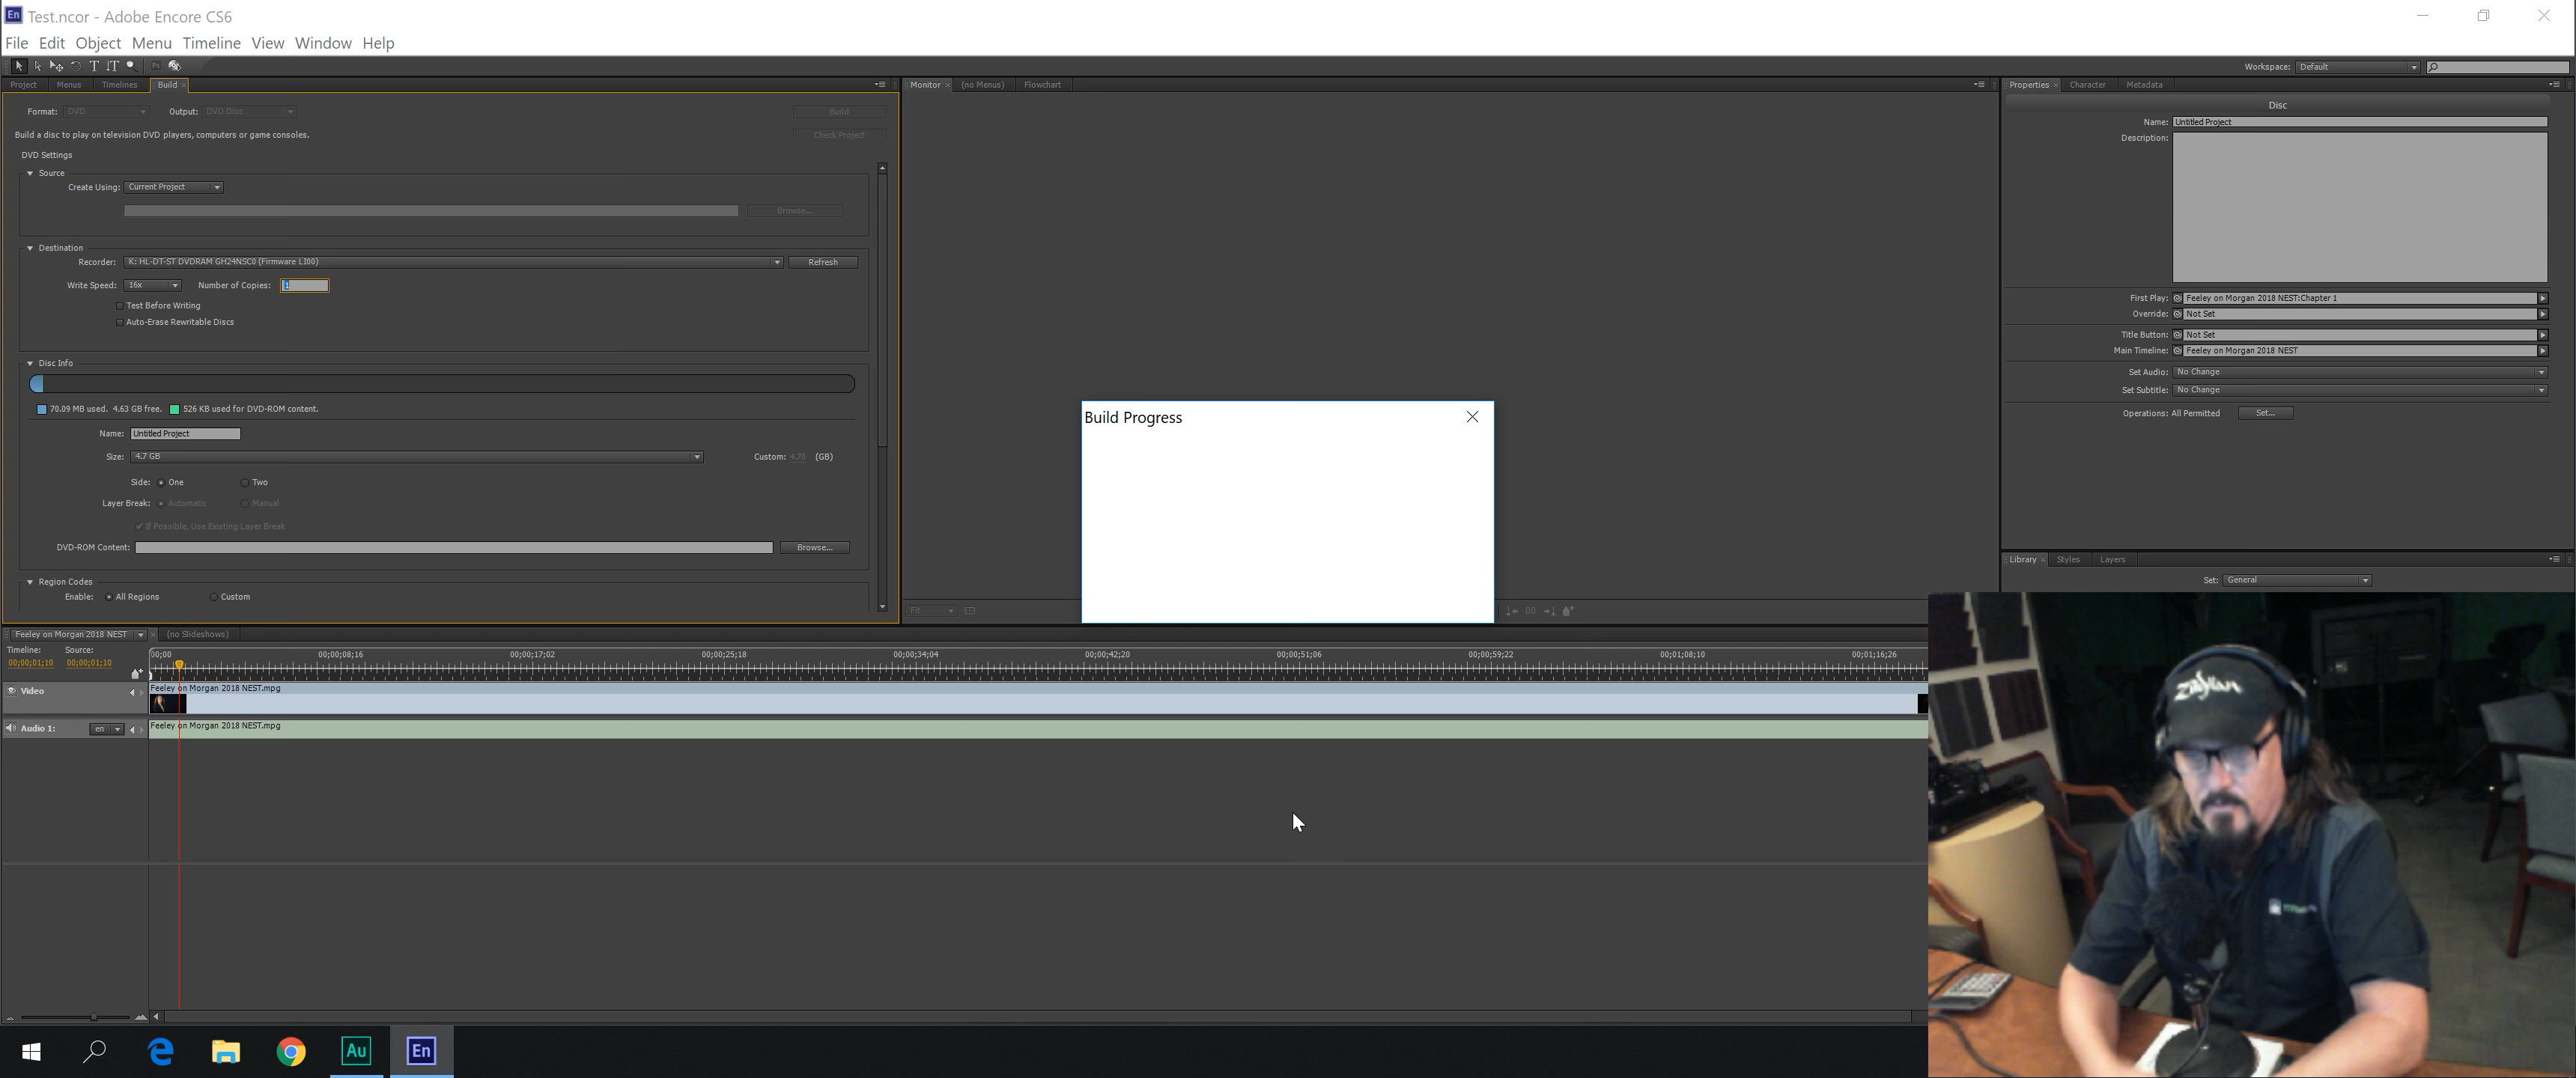 En Test.ncor - Adobe Encore CS6
File Edit Object Menu Timeline View Window Help
Workspace: Default
Project Menus Timelines Build
Monitor (no Menus) Flowchart
Properties Character Metadata
Format: DVD Output: DVD Disc Build
Build a disc to play on television DVD players, computers or game consoles. Check Project
DVD Settings
Source
Create Using: Current Project
Browse...
Destination
Recorder: K: HL-DT-ST DVDRAM GH24NSC0 (Firmware LI00) Refresh
Write Speed: 16x Number of Copies: 1
Test Before Writing
Auto-Erase Rewritable Discs
Disc Info
70.09 MB used. 4.63 GB free. 526 KB used for DVD-ROM content.
Name: Untitled Project
Size: 4.7 GB Custom: 4.70 (GB)
Side: One Two
Layer Break: Automatic Manual
If Possible, Use Existing Layer Break
DVD-ROM Content: Browse...
Region Codes
Enable: All Regions Custom
Build Progress
Fit
00
Disc
Name: Untitled Project
Description:
First Play: Feeley on Morgan 2018 NEST:Chapter 1
Override: Not Set
Title Button: Not Set
Main Timeline: Feeley on Morgan 2018 NEST
Set Audio: No Change
Set Subtitle: No Change
Operations: All Permitted Set...
Library Styles Layers
Set: General
Feeley on Morgan 2018 NEST (no Slideshows)
Timeline: Source:
00;00;01;10 00;00;01;10
00;00 00;00;08;16 00;00;17;02 00;00;25;18 00;00;34;04 00;00;42;20 00;00;51;06 00;00;59;22 00;01;08;10 00;01;16;26
Video Feeley on Morgan 2018 NEST.mpg
Audio 1: en Feeley on Morgan 2018 NEST.mpg
Au En